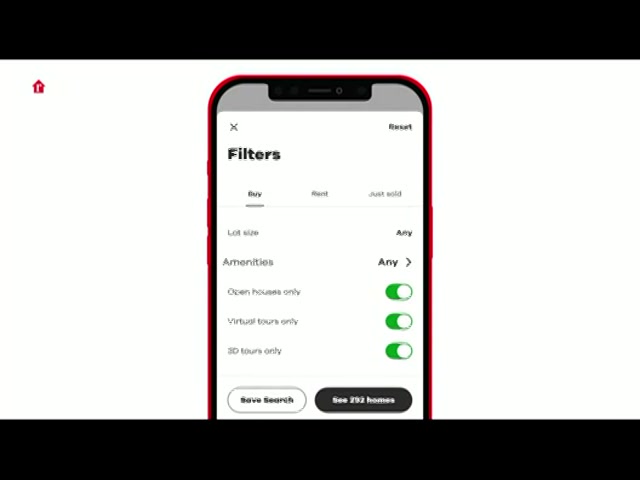 Reset
Filters
Buy Rent Just sold
Lot size Any
Amenities Any
Open houses only
Virtual tours only
3D tours only
Save Search See 292 homes